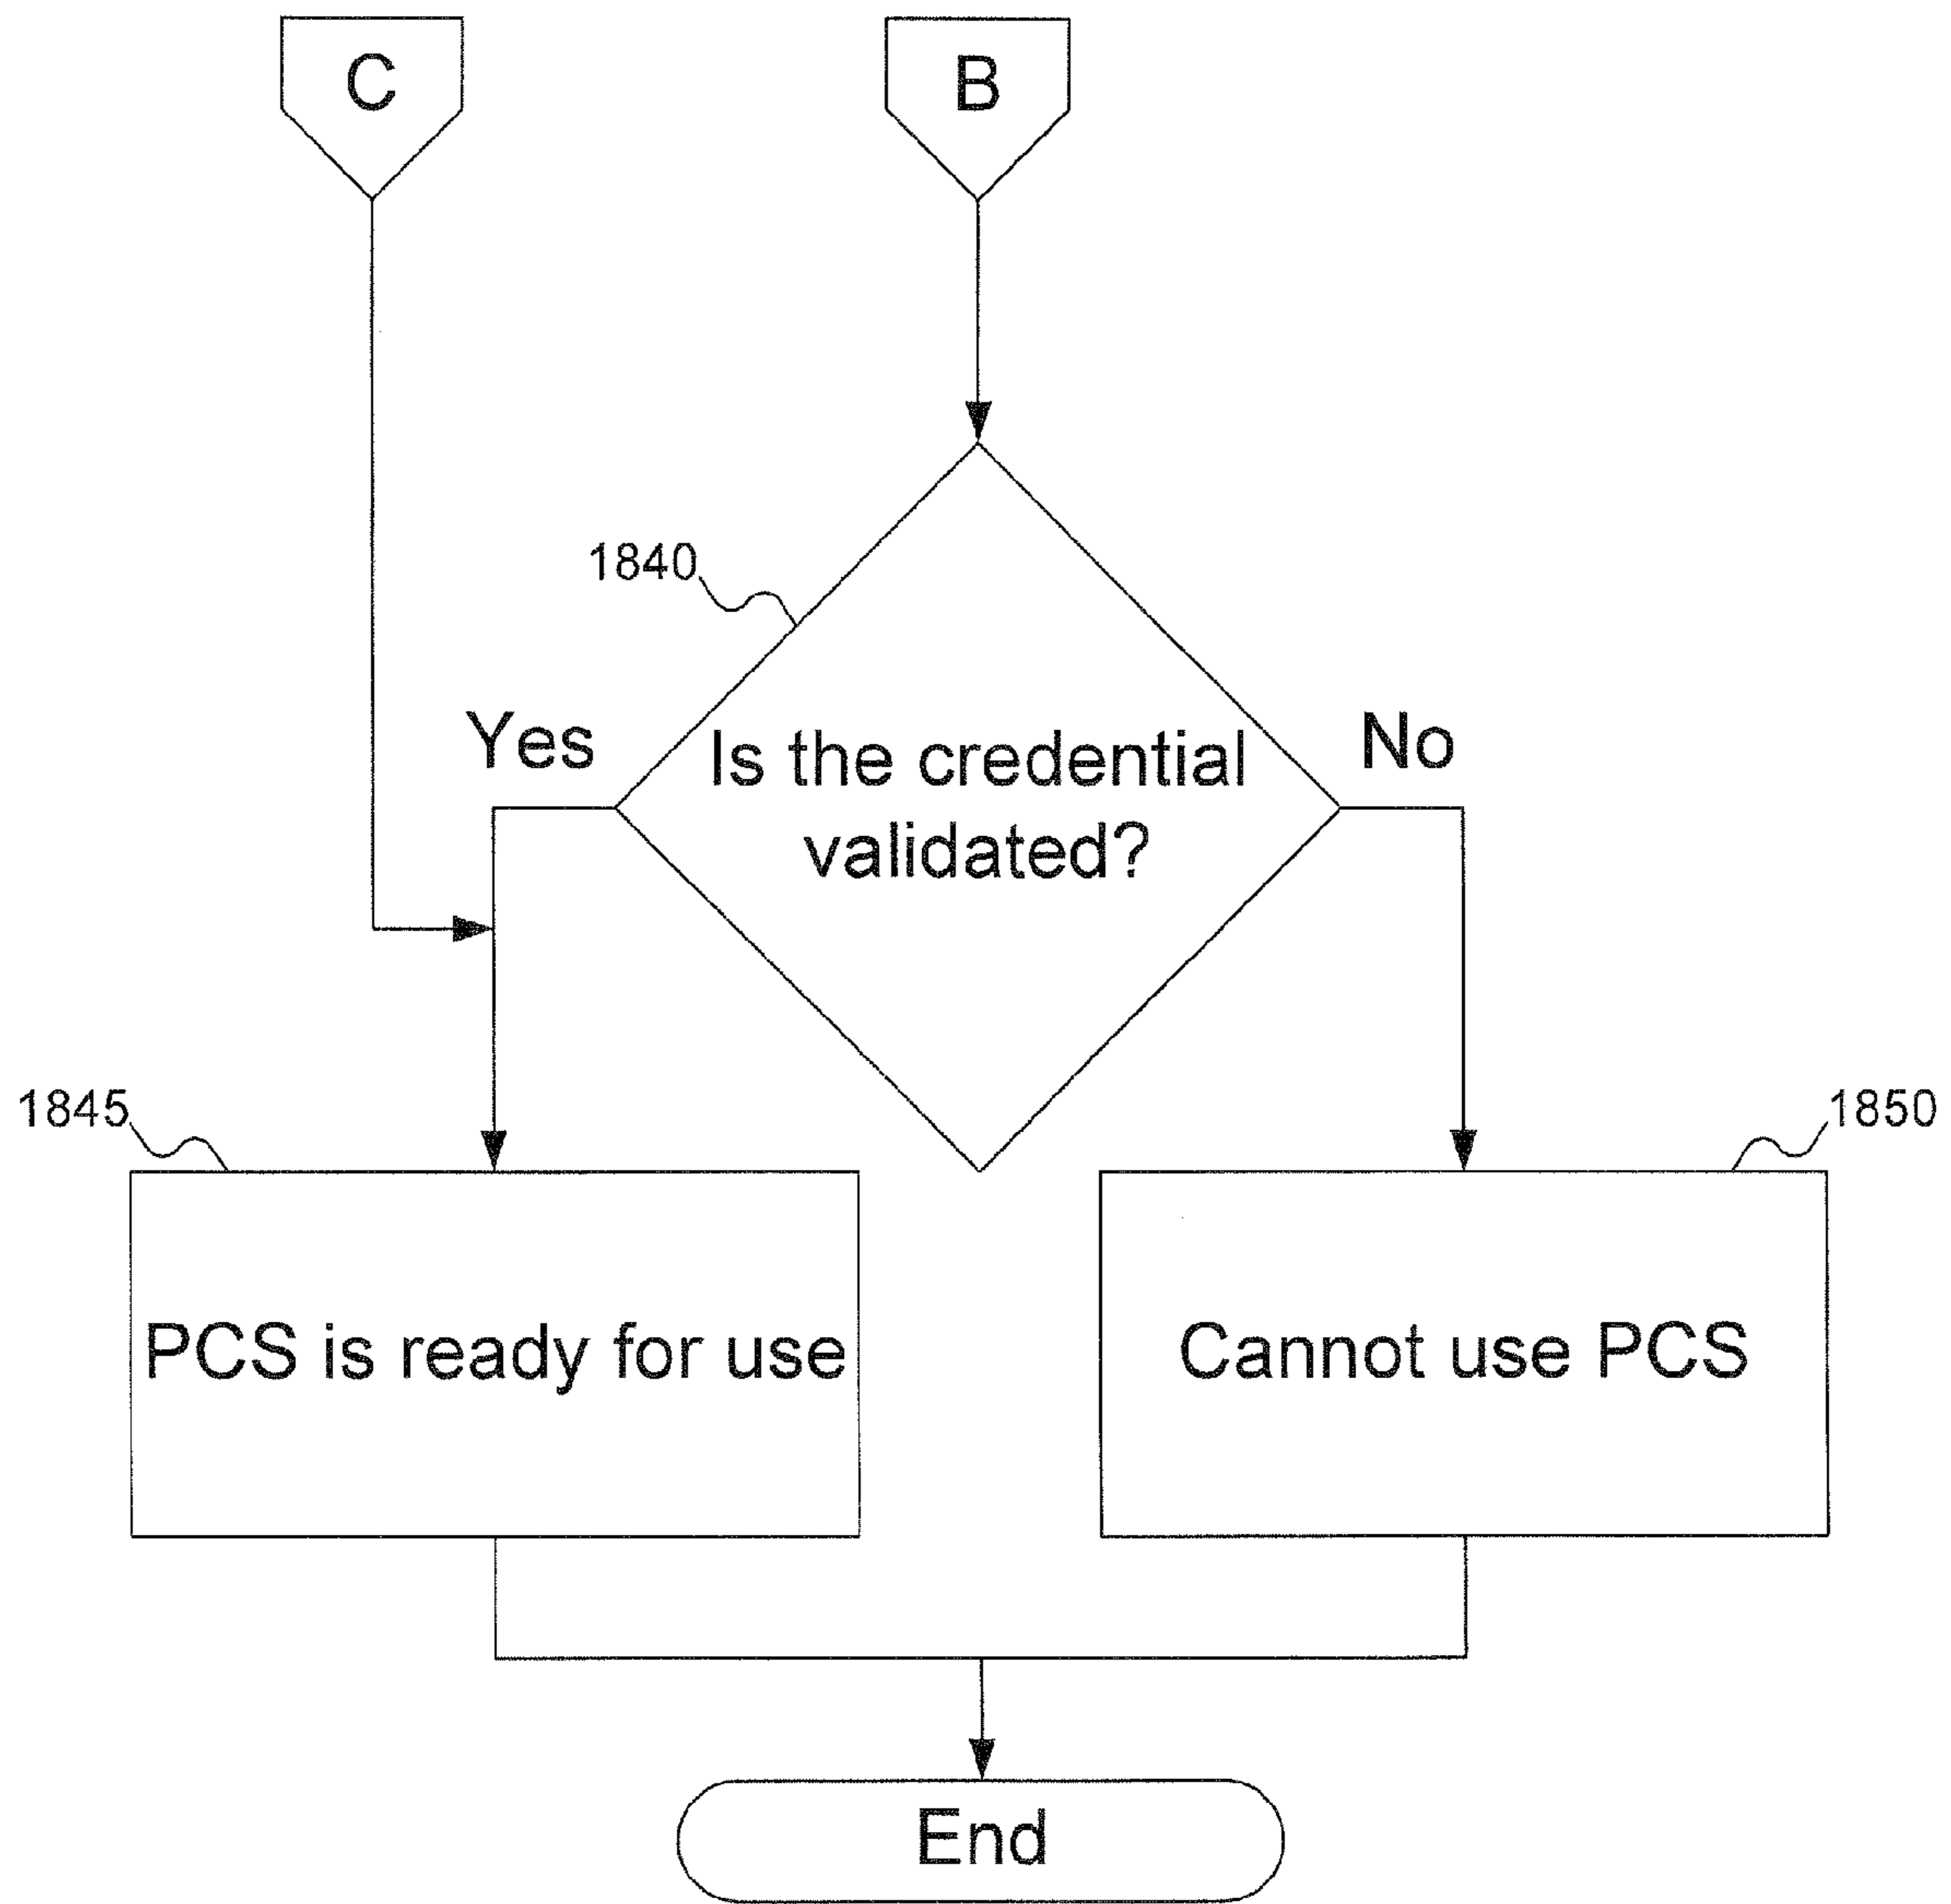 C
B
1840
Yes
Is the credential
validated?
No
1845
1850
PCS is ready for use
Cannot use PCS
End